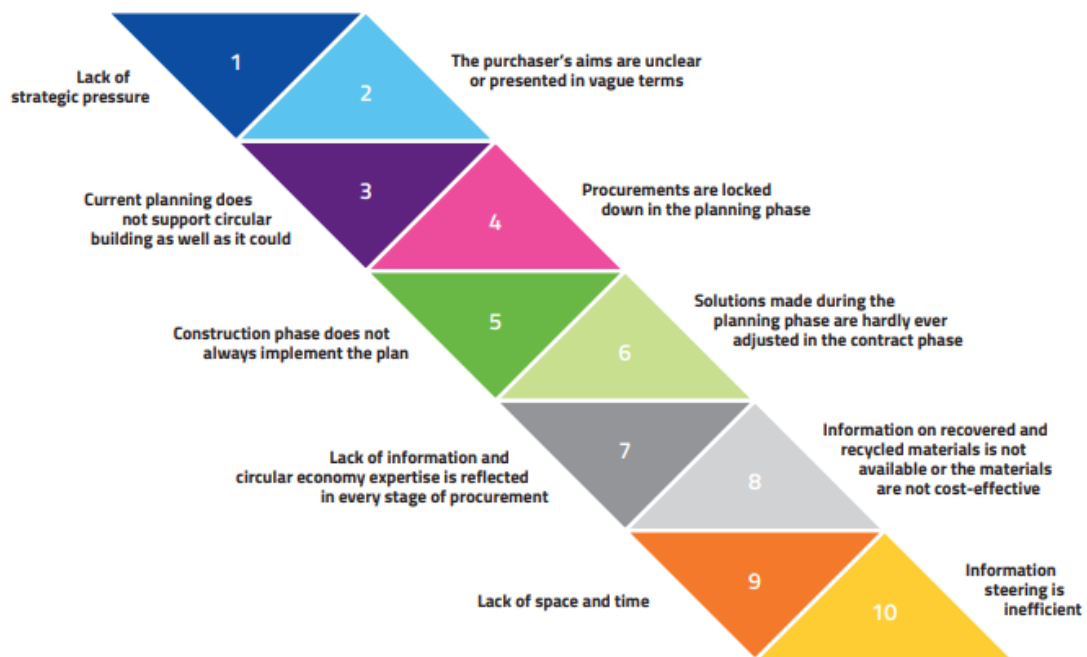 1
Lack of
strategic pressure
2
The purchaser's aims are unclear
or presented in vague terms
3
Current planning does
not support circular
building as well as it could
4
Procurements are locked
down in the planning phase
5
Construction phase does not
always implement the plan
6
Solutions made during the
planning phase are hardly ever
adjusted in the contract phase
7
Lack of information and
circular economy expertise is reflected
in every stage of procurement
8
Information on recovered and
recycled materials is not
available or the materials
are not cost-effective
9
Lack of space and time
10
Information
steering is
inefficient